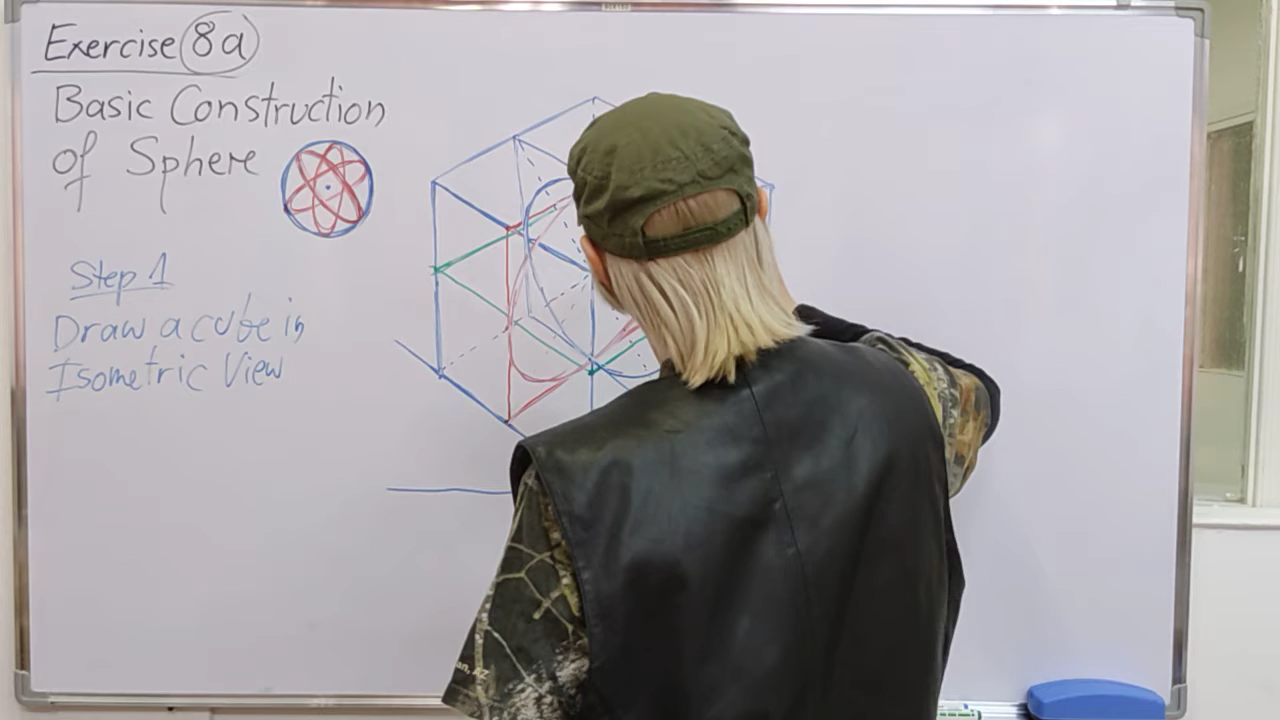 Exercise 8a
Basic Construction
of Sphere
Step 1
Draw a cube in
Isometric View